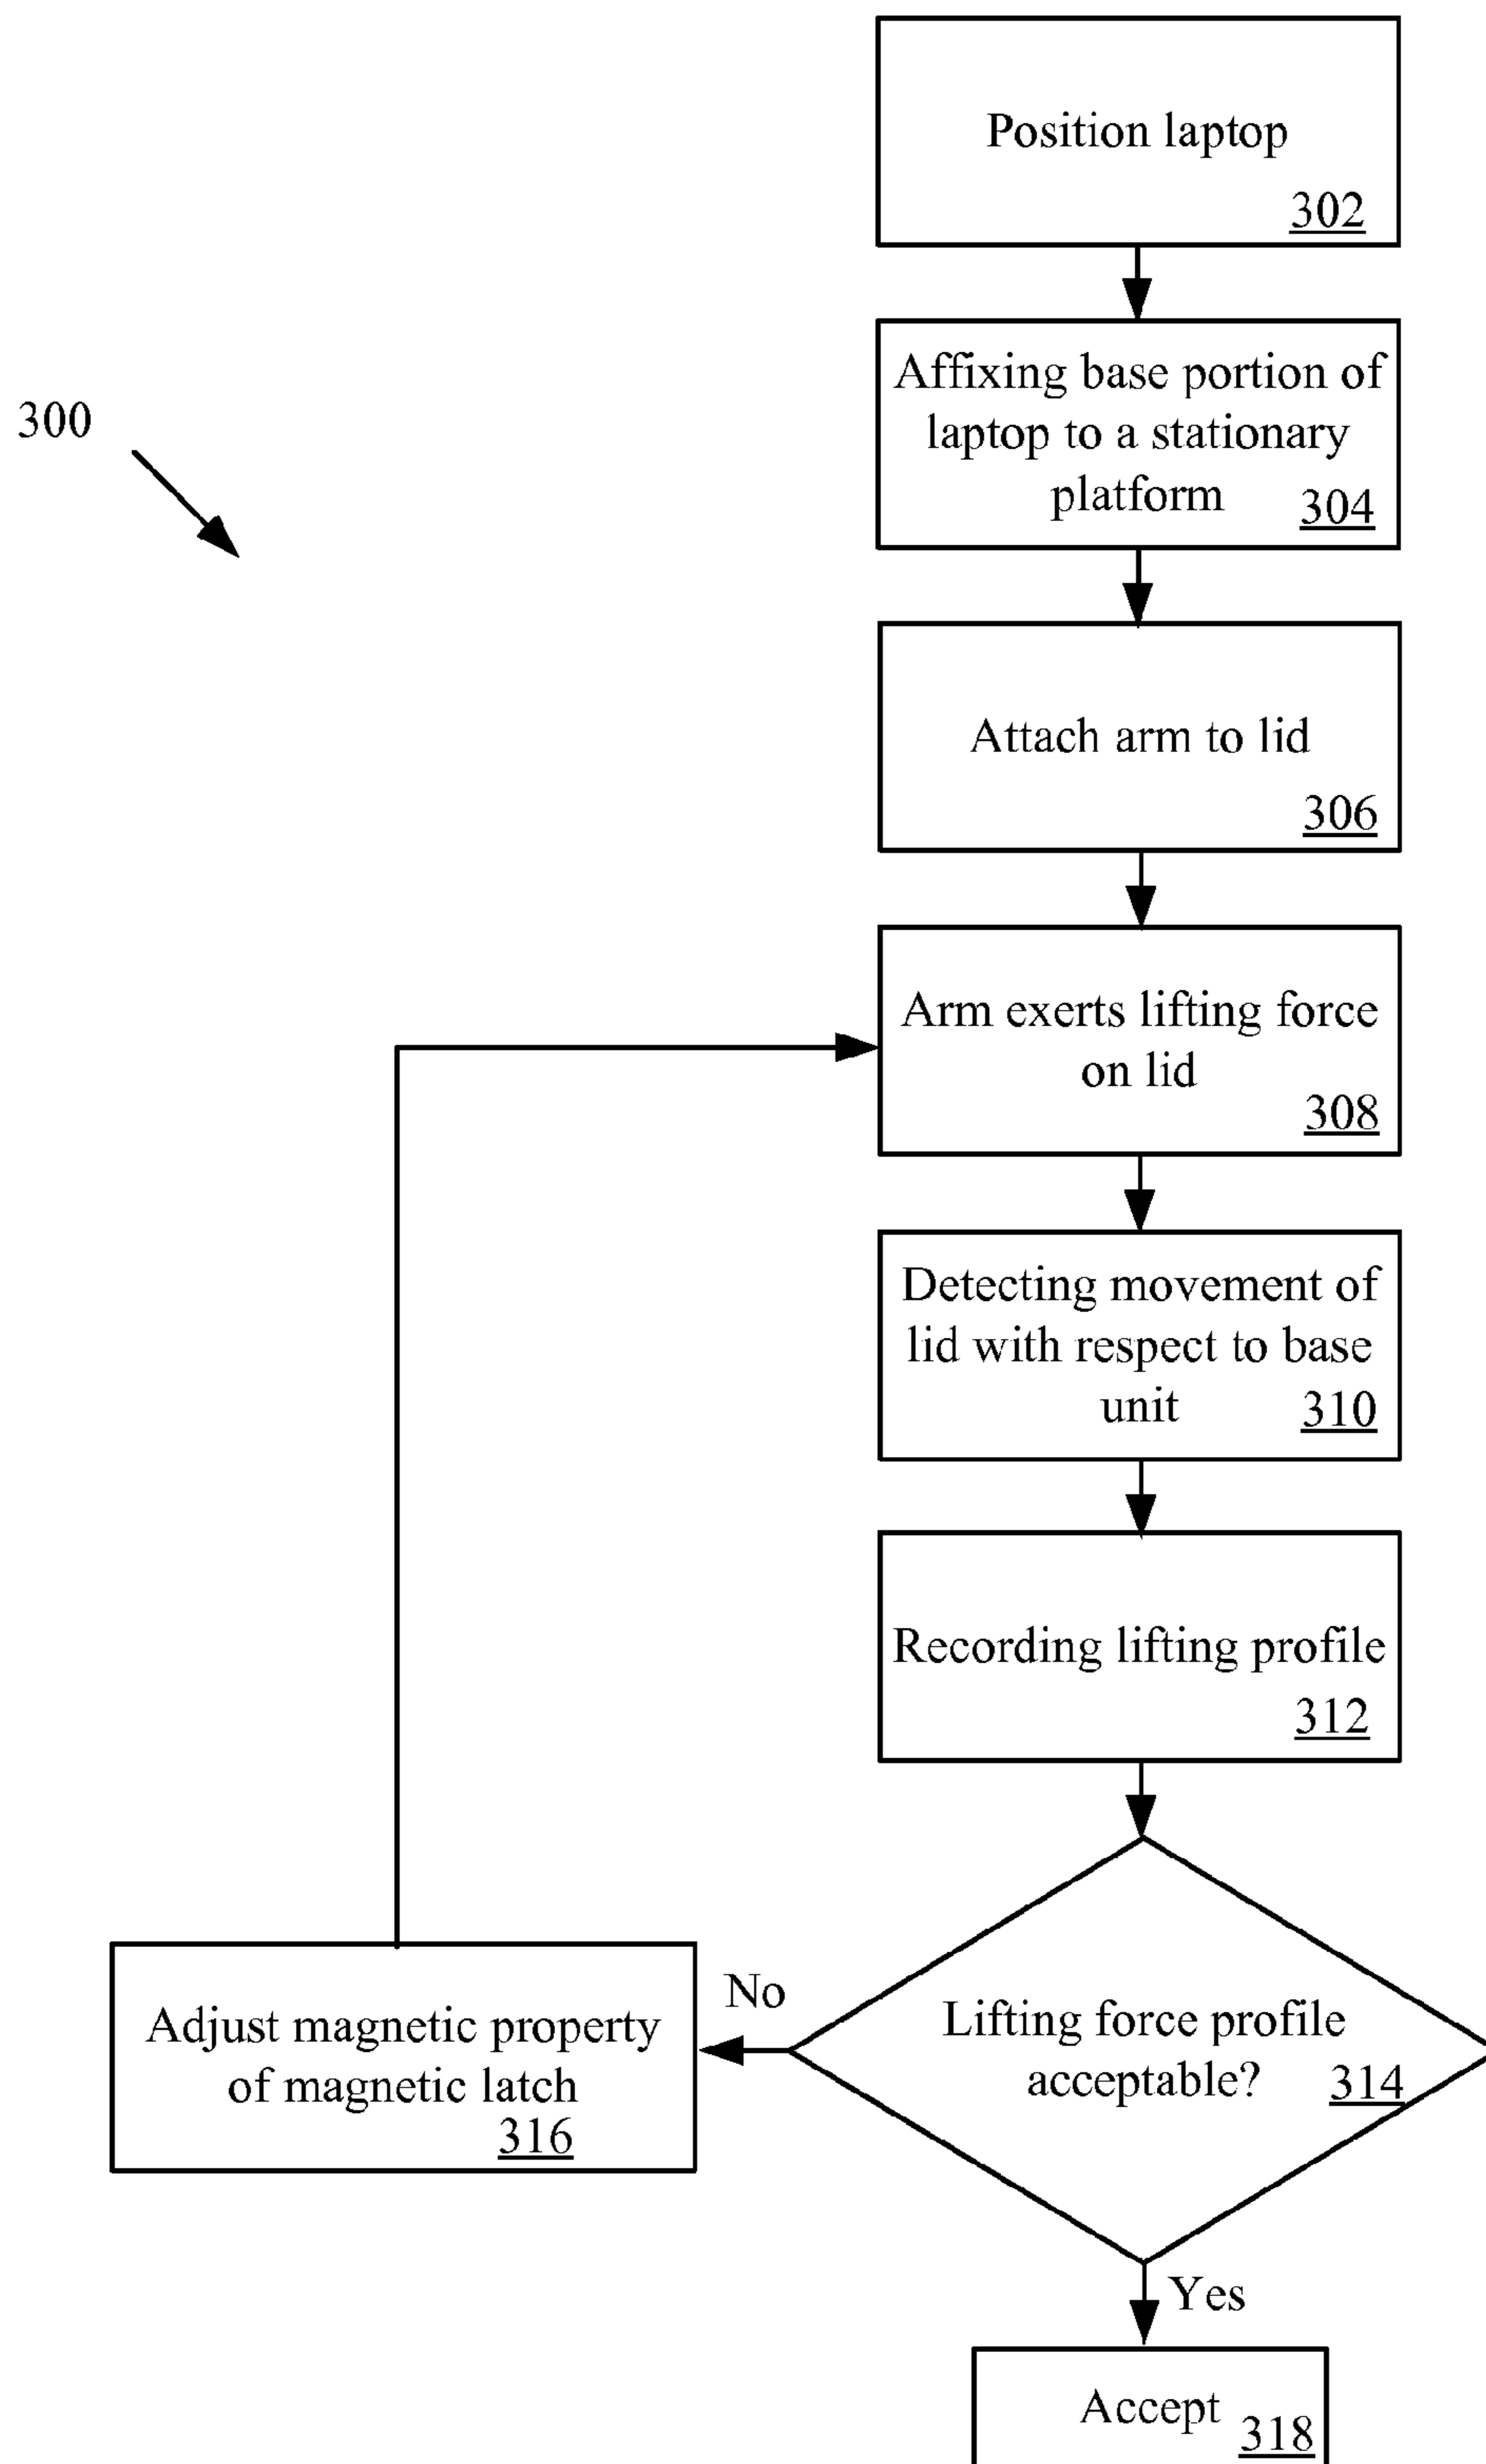 Position laptop
302
300
Affixing base portion of
laptop to a stationary
platform
304
Attach arm to lid
306
Arm exerts lifting force
on lid
308
Detecting movement of
lid with respect to base
unit
310
Recording lifting profile
312
No
Lifting force profile
acceptable?
314
Adjust magnetic property
of magnetic latch
316
Yes
Accept
318